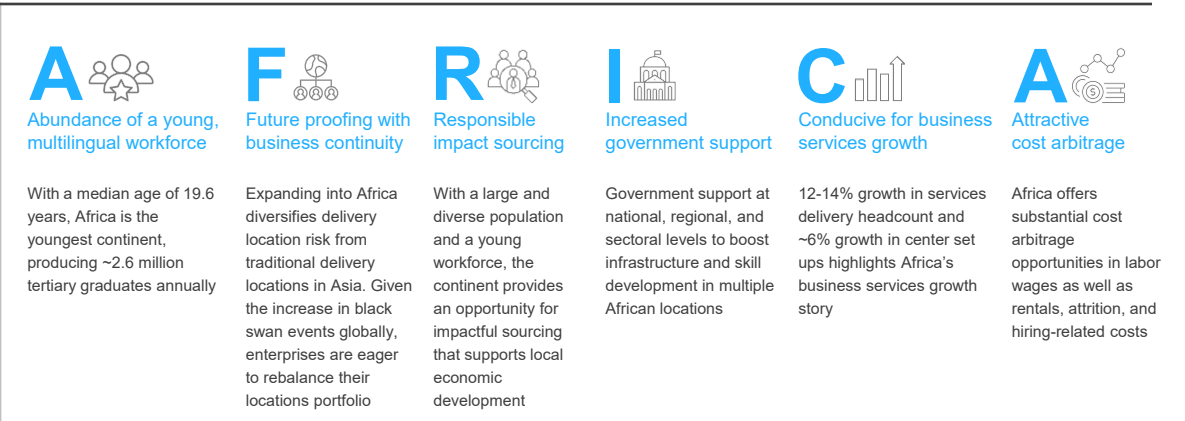 A
Abundance of a young,
multilingual workforce
With a median age of 19.6
years, Africa is the
youngest continent,
producing ~2.6 million
tertiary graduates annually
F
Future proofing with
business continuity
Expanding into Africa
diversifies delivery
location risk from
traditional delivery
locations in Asia. Given
the increase in black
swan events globally,
enterprises are eager
to rebalance their
locations portfolio
R
Responsible
impact sourcing
With a large and
diverse population
and a young
workforce, the
continent provides
an opportunity for
impactful sourcing
that supports local
economic
development
I
Increased
government support
Government support at
national, regional, and
sectoral levels to boost
infrastructure and skill
development in multiple
African locations
C
Conducive for business
services growth
12-14% growth in services
delivery headcount and
~6% growth in center set
ups highlights Africa's
business services growth
story
A
$
Attractive
cost arbitrage
Africa offers
substantial cost
arbitrage
opportunities in labor
wages as well as
rentals, attrition, and
hiring-related costs